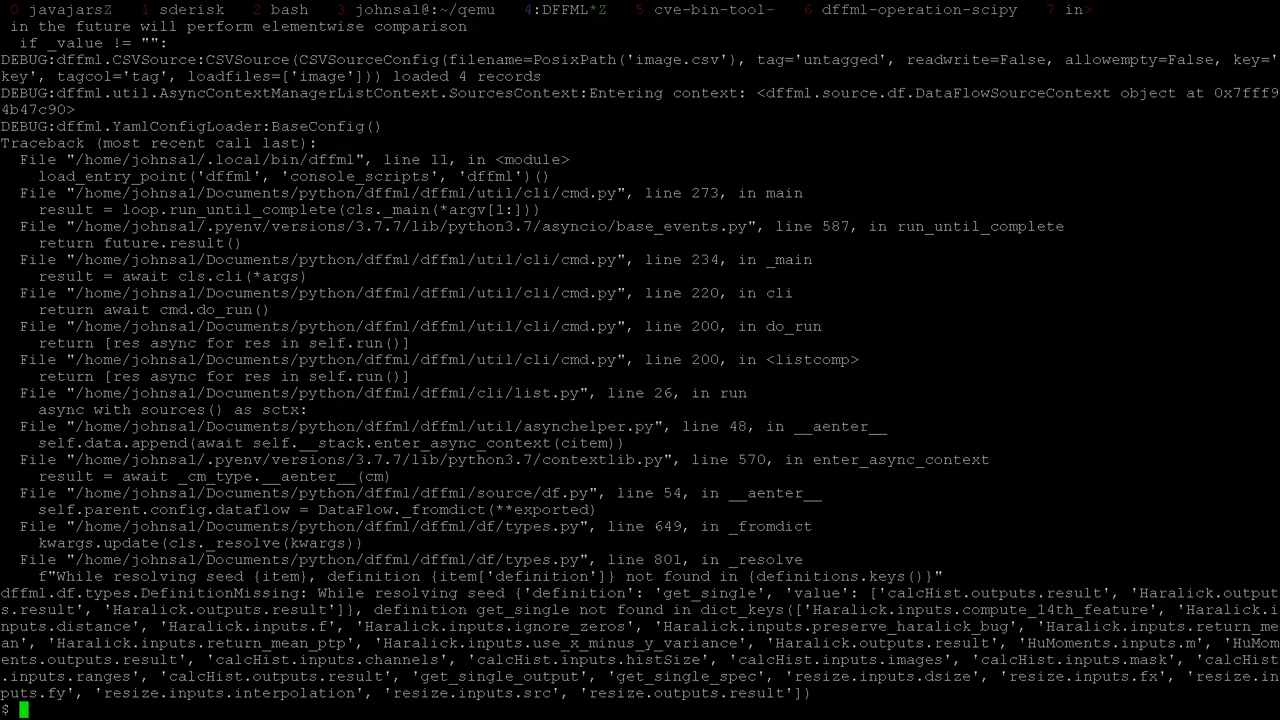 0 javajarsZ 1 sderisk 2 bash 3 johnsa1@:~/qemu 4:DFFML*Z 5 cve-bin-tool- 6 dffml-operation-scipy 7 in>
in the future will perform elementwise comparison
if _value != "":
DEBUG:dffml.CSVSource:CSVSource(CSVSourceConfig(filename=PosixPath('image.csv'), tag='untagged', readwrite=False, allowempty=False, key='
key', tagcol='tag', loadfiles=['image'])) loaded 4 records
DEBUG:dffml.util.AsyncContextManagerListContext.SourcesContext:Entering context: <dffml.source.df.DataFlowSourceContext object at 0x7fff9
4b47c90>
DEBUG:dffml.YamlConfigLoader:BaseConfig()
Traceback (most recent call last):
File "/home/johnsa1/.local/bin/dffml", line 11, in <module>
load_entry_point('dffml', 'console_scripts', 'dffml')()
File "/home/johnsa1/Documents/python/dffml/dffml/util/cli/cmd.py", line 273, in main
result = loop.run_until_complete(cls._main(*argv[1:]))
File "/home/johnsa1/.pyenv/versions/3.7.7/lib/python3.7/asyncio/base_events.py", line 587, in run_until_complete
return future.result()
File "/home/johnsa1/Documents/python/dffml/dffml/util/cli/cmd.py", line 234, in _main
result = await cls.cli(*args)
File "/home/johnsa1/Documents/python/dffml/dffml/util/cli/cmd.py", line 220, in cli
return await cmd.do_run()
File "/home/johnsa1/Documents/python/dffml/dffml/util/cli/cmd.py", line 200, in do_run
return [res async for res in self.run()]
File "/home/johnsa1/Documents/python/dffml/dffml/util/cli/cmd.py", line 200, in <listcomp>
return [res async for res in self.run()]
File "/home/johnsa1/Documents/python/dffml/dffml/cli/list.py", line 26, in run
async with sources() as sctx:
File "/home/johnsa1/Documents/python/dffml/dffml/util/asynchelper.py", line 48, in __aenter__
self.data.append(await self.__stack.enter_async_context(citem))
File "/home/johnsa1/.pyenv/versions/3.7.7/lib/python3.7/contextlib.py", line 570, in enter_async_context
result = await _cm_type.__aenter__(cm)
File "/home/johnsa1/Documents/python/dffml/dffml/source/df.py", line 54, in __aenter__
self.parent.config.dataflow = DataFlow._fromdict(**exported)
File "/home/johnsa1/Documents/python/dffml/dffml/df/types.py", line 649, in _fromdict
kwargs.update(cls._resolve(kwargs))
File "/home/johnsa1/Documents/python/dffml/dffml/df/types.py", line 801, in _resolve
f"While resolving seed {item}, definition {item['definition']} not found in {definitions.keys()}"
dffml.df.types.DefinitionMissing: While resolving seed {'definition': 'get_single', 'value': ['calcHist.outputs.result', 'Haralick.output
s.result', 'Haralick.outputs.result']}, definition get_single not found in dict_keys(['Haralick.inputs.compute_14th_feature', 'Haralick.i
nputs.distance', 'Haralick.inputs.f', 'Haralick.inputs.ignore_zeros', 'Haralick.inputs.preserve_haralick_bug', 'Haralick.inputs.return_me
an', 'Haralick.inputs.return_mean_ptp', 'Haralick.inputs.use_x_minus_y_variance', 'Haralick.outputs.result', 'HuMoments.inputs.m', 'HuMom
ents.outputs.result', 'calcHist.inputs.channels', 'calcHist.inputs.histSize', 'calcHist.inputs.images', 'calcHist.inputs.mask', 'calcHist
.inputs.ranges', 'calcHist.outputs.result', 'get_single_output', 'get_single_spec', 'resize.inputs.dsize', 'resize.inputs.fx', 'resize.in
puts.fy', 'resize.inputs.interpolation', 'resize.inputs.src', 'resize.outputs.result'])
$